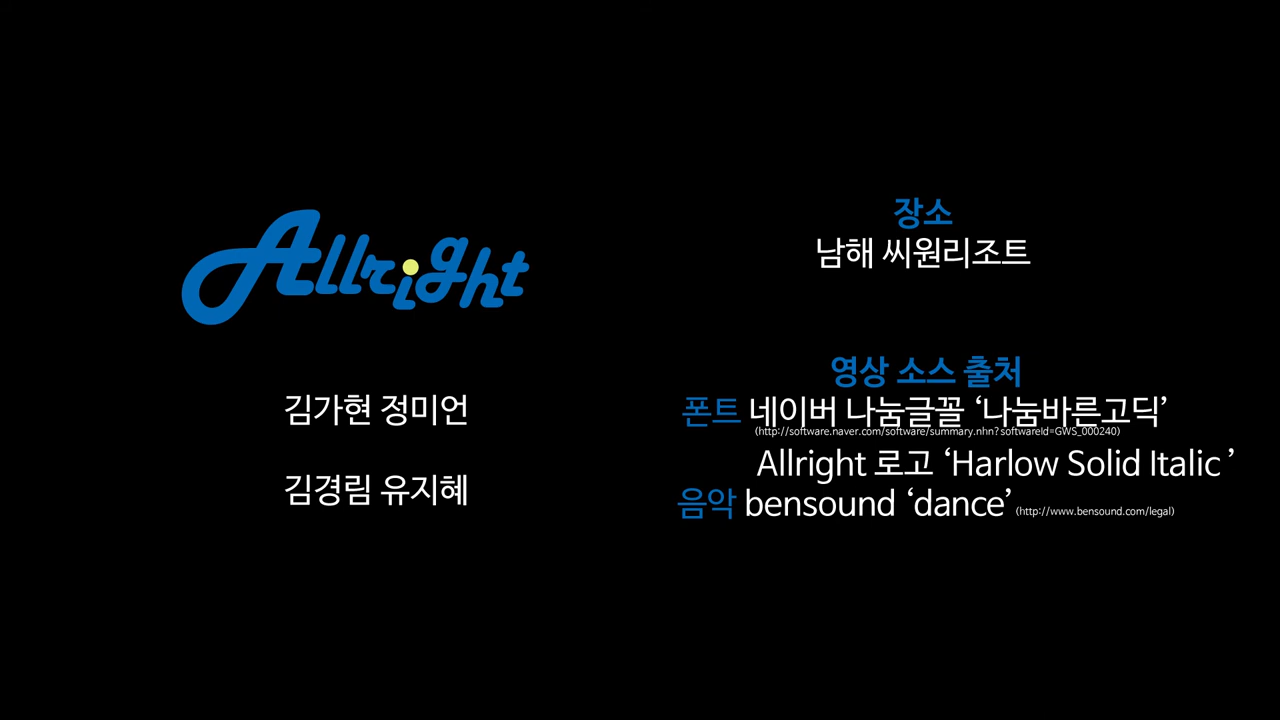 Allright
김가현 정미언
김경림 유지혜
장소
남해 씨원리조트
영상 소스 출처
폰트 네이버 나눔글꼴 ‘나눔바른고딕’
(http://software.naver.com/software/summary.nhn?softwareId=GWS_000240)
Allright 로고 ‘Harlow Solid Italic ’
음악 bensound ‘dance’ (http://www.bensound.com/legal)